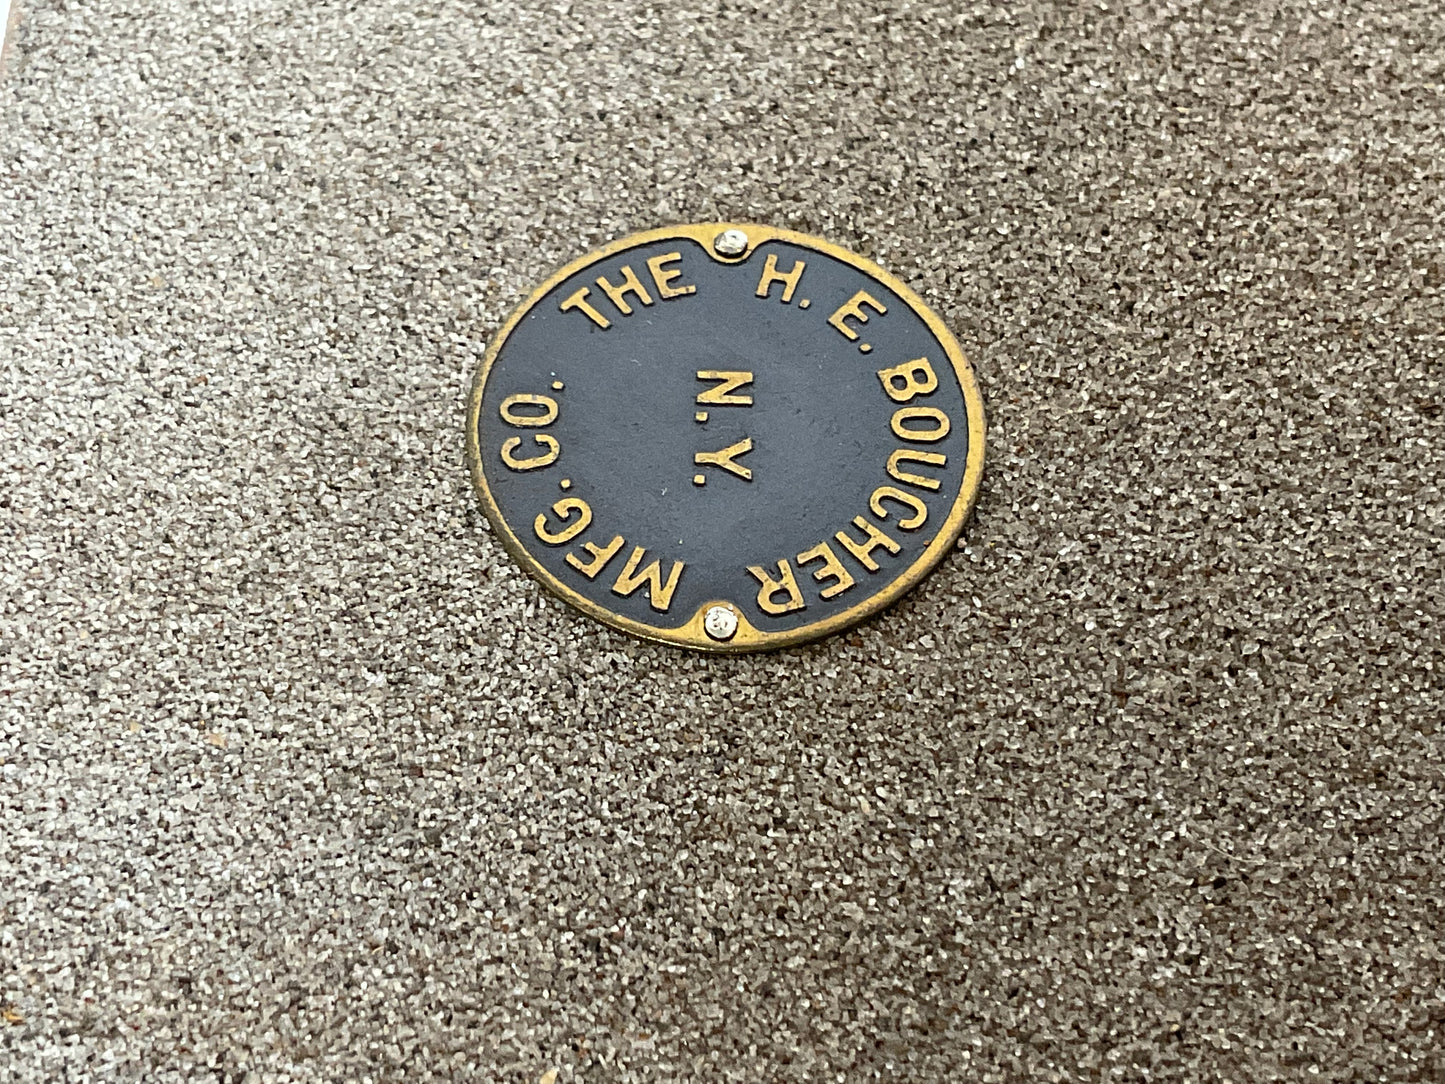 THE H. E. BOUCHER MFG. CO.
N.Y.